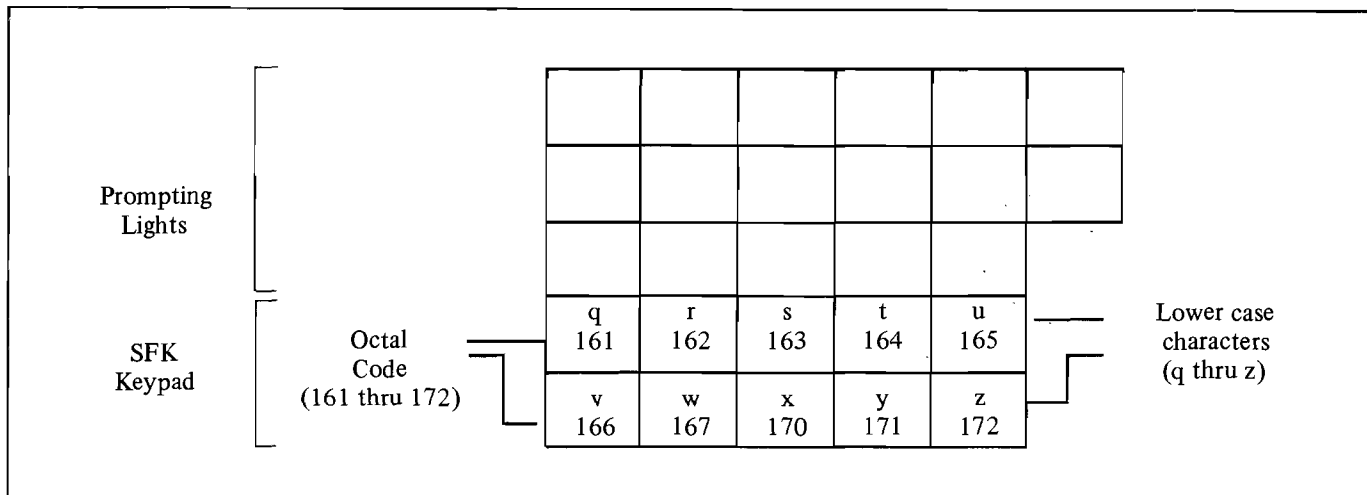 Prompting
Lights
SFK
Keypad
Octal
Code
(161 thru 172)
q r s t u
161 162 163 164 165
v w x y z
166 167 170 171 172
Lower case
characters
(q thru z)